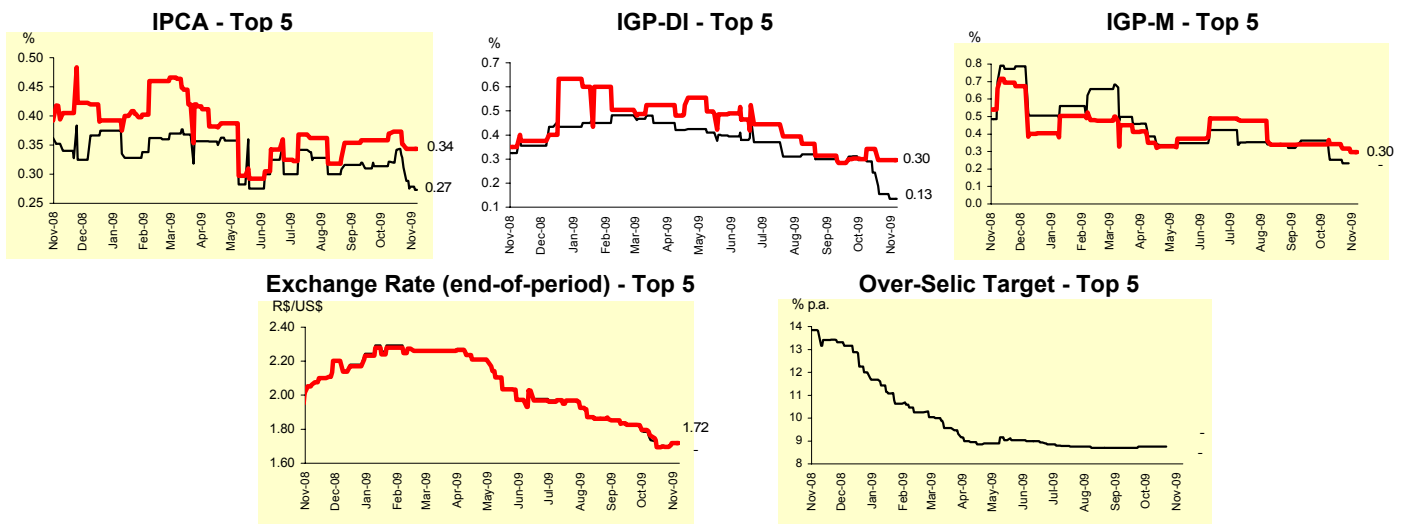 IPCA - Top 5
%
0.50
0.45
0.40
0.35
0.30
0.25
0.34
0.27
Nov-08
Dec-08
Jan-09
Feb-09
Mar-09
Apr-09
May-09
Jun-09
Jul-09
Aug-09
Sep-09
Oct-09
Nov-09
IGP-DI - Top 5
%
0.7
0.6
0.5
0.4
0.3
0.2
0.1
0.30
0.13
Nov-08
Dec-08
Jan-09
Feb-09
Mar-09
Apr-09
May-09
Jun-09
Jul-09
Aug-09
Sep-09
Oct-09
Nov-09
IGP-M - Top 5
%
0.8
0.7
0.6
0.5
0.4
0.3
0.2
0.1
0.0
0.30
-
Nov-08
Dec-08
Jan-09
Feb-09
Mar-09
Apr-09
May-09
Jun-09
Jul-09
Aug-09
Sep-09
Oct-09
Nov-09
Exchange Rate (end-of-period) - Top 5
R$/US$
2.40
2.20
2.00
1.80
1.60
1.72
-
Nov-08
Dec-08
Jan-09
Feb-09
Mar-09
Apr-09
May-09
Jun-09
Jul-09
Aug-09
Sep-09
Oct-09
Nov-09
Over-Selic Target - Top 5
% p.a.
14
13
12
11
10
9
8
-
-
Nov-08
Dec-08
Jan-09
Feb-09
Mar-09
Apr-09
May-09
Jun-09
Jul-09
Aug-09
Sep-09
Oct-09
Nov-09